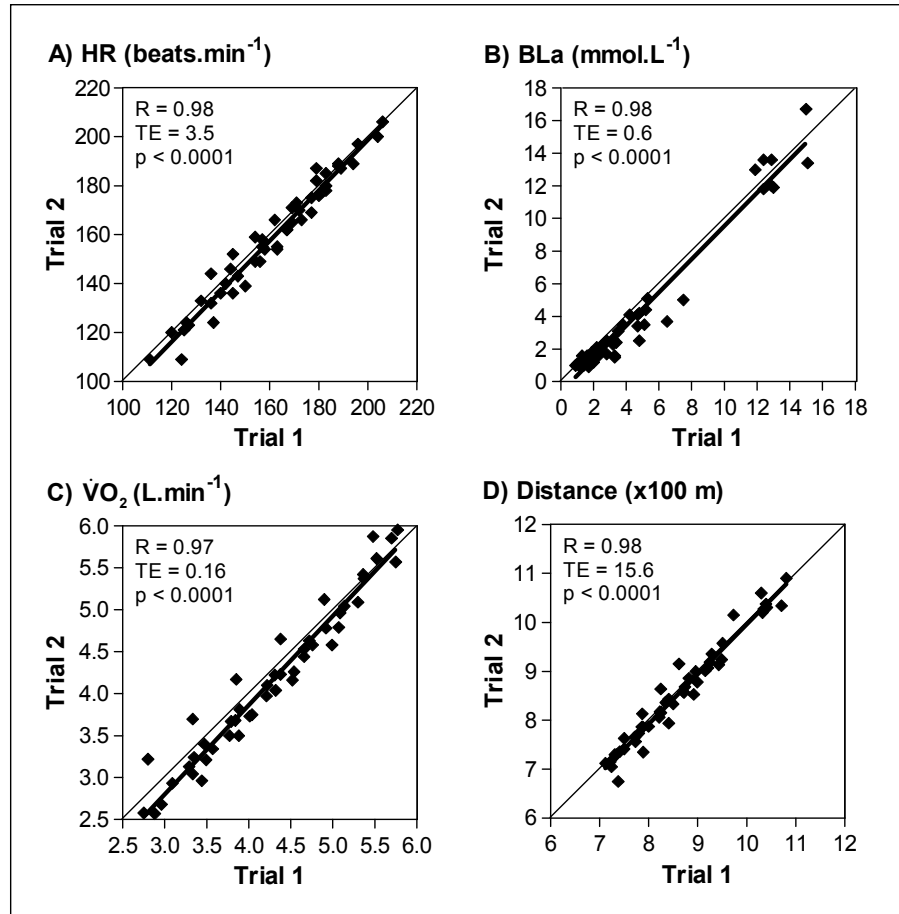 A) HR (beats.min⁻¹)
R = 0.98
TE = 3.5
p < 0.0001
220
200
180
160
140
120
100
100 120 140 160 180 200 220
Trial 2
Trial 1
B) BLa (mmol.L⁻¹)
R = 0.98
TE = 0.6
p < 0.0001
18
16
14
12
10
8
6
4
2
0
0 2 4 6 8 10 12 14 16 18
Trial 2
Trial 1
C) V̇O₂ (L.min⁻¹)
R = 0.97
TE = 0.16
p < 0.0001
6.0
5.5
5.0
4.5
4.0
3.5
3.0
2.5
2.5 3.0 3.5 4.0 4.5 5.0 5.5 6.0
Trial 2
Trial 1
D) Distance (x100 m)
R = 0.98
TE = 15.6
p < 0.0001
12
11
10
9
8
7
6
6 7 8 9 10 11 12
Trial 2
Trial 1